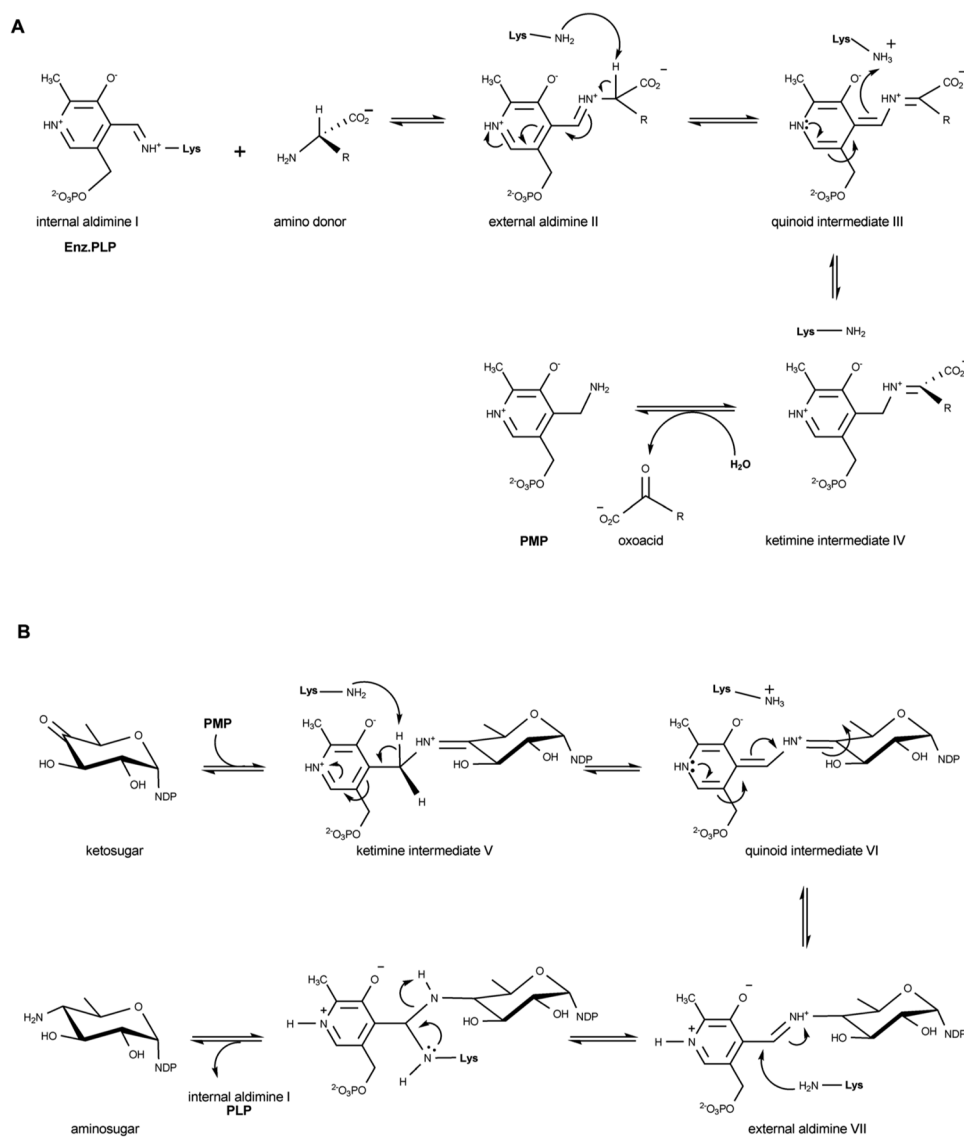 A
Lys
NH₂
H
CO₂⁻
H₃C
O⁻
HN⁺
NH⁺
Lys
²⁻O₃PO
+
H
CO₂⁻
H₂N
R
H₃C
O⁻
HN⁺
NH⁺
R
²⁻O₃PO
Lys
NH₃⁺
H₃C
O⁻
HN
NH⁺
CO₂⁻
R
²⁻O₃PO
internal aldimine I
amino donor
external aldimine II
quinoid intermediate III
Enz.PLP
Lys
NH₂
H₃C
O⁻
NH₂
HN⁺
²⁻O₃PO
H₂O
O
⁻O₂C
R
H₃C
O⁻
HN⁺
NH⁺
CO₂⁻
R
²⁻O₃PO
PMP
oxoacid
ketimine intermediate IV
B
O
O
HO
OH
NDP
PMP
Lys
NH₂
H₃C
O⁻
H
HN⁺
HN⁺
H
²⁻O₃PO
O
HO
OH
NDP
Lys
NH₃⁺
H₃C
O⁻
HN
NH⁺
²⁻O₃PO
O
HO
OH
NDP
ketosugar
ketimine intermediate V
quinoid intermediate VI
H₂N
O
HO
OH
NDP
internal aldimine I
PLP
H₃C
O⁻
H
N
H
N⁺
N
H
Lys
²⁻O₃PO
O
HO
OH
NDP
H₃C
O⁻
H
N⁺
NH⁺
²⁻O₃PO
H₂N
Lys
O
HO
OH
NDP
aminosugar
external aldimine VII